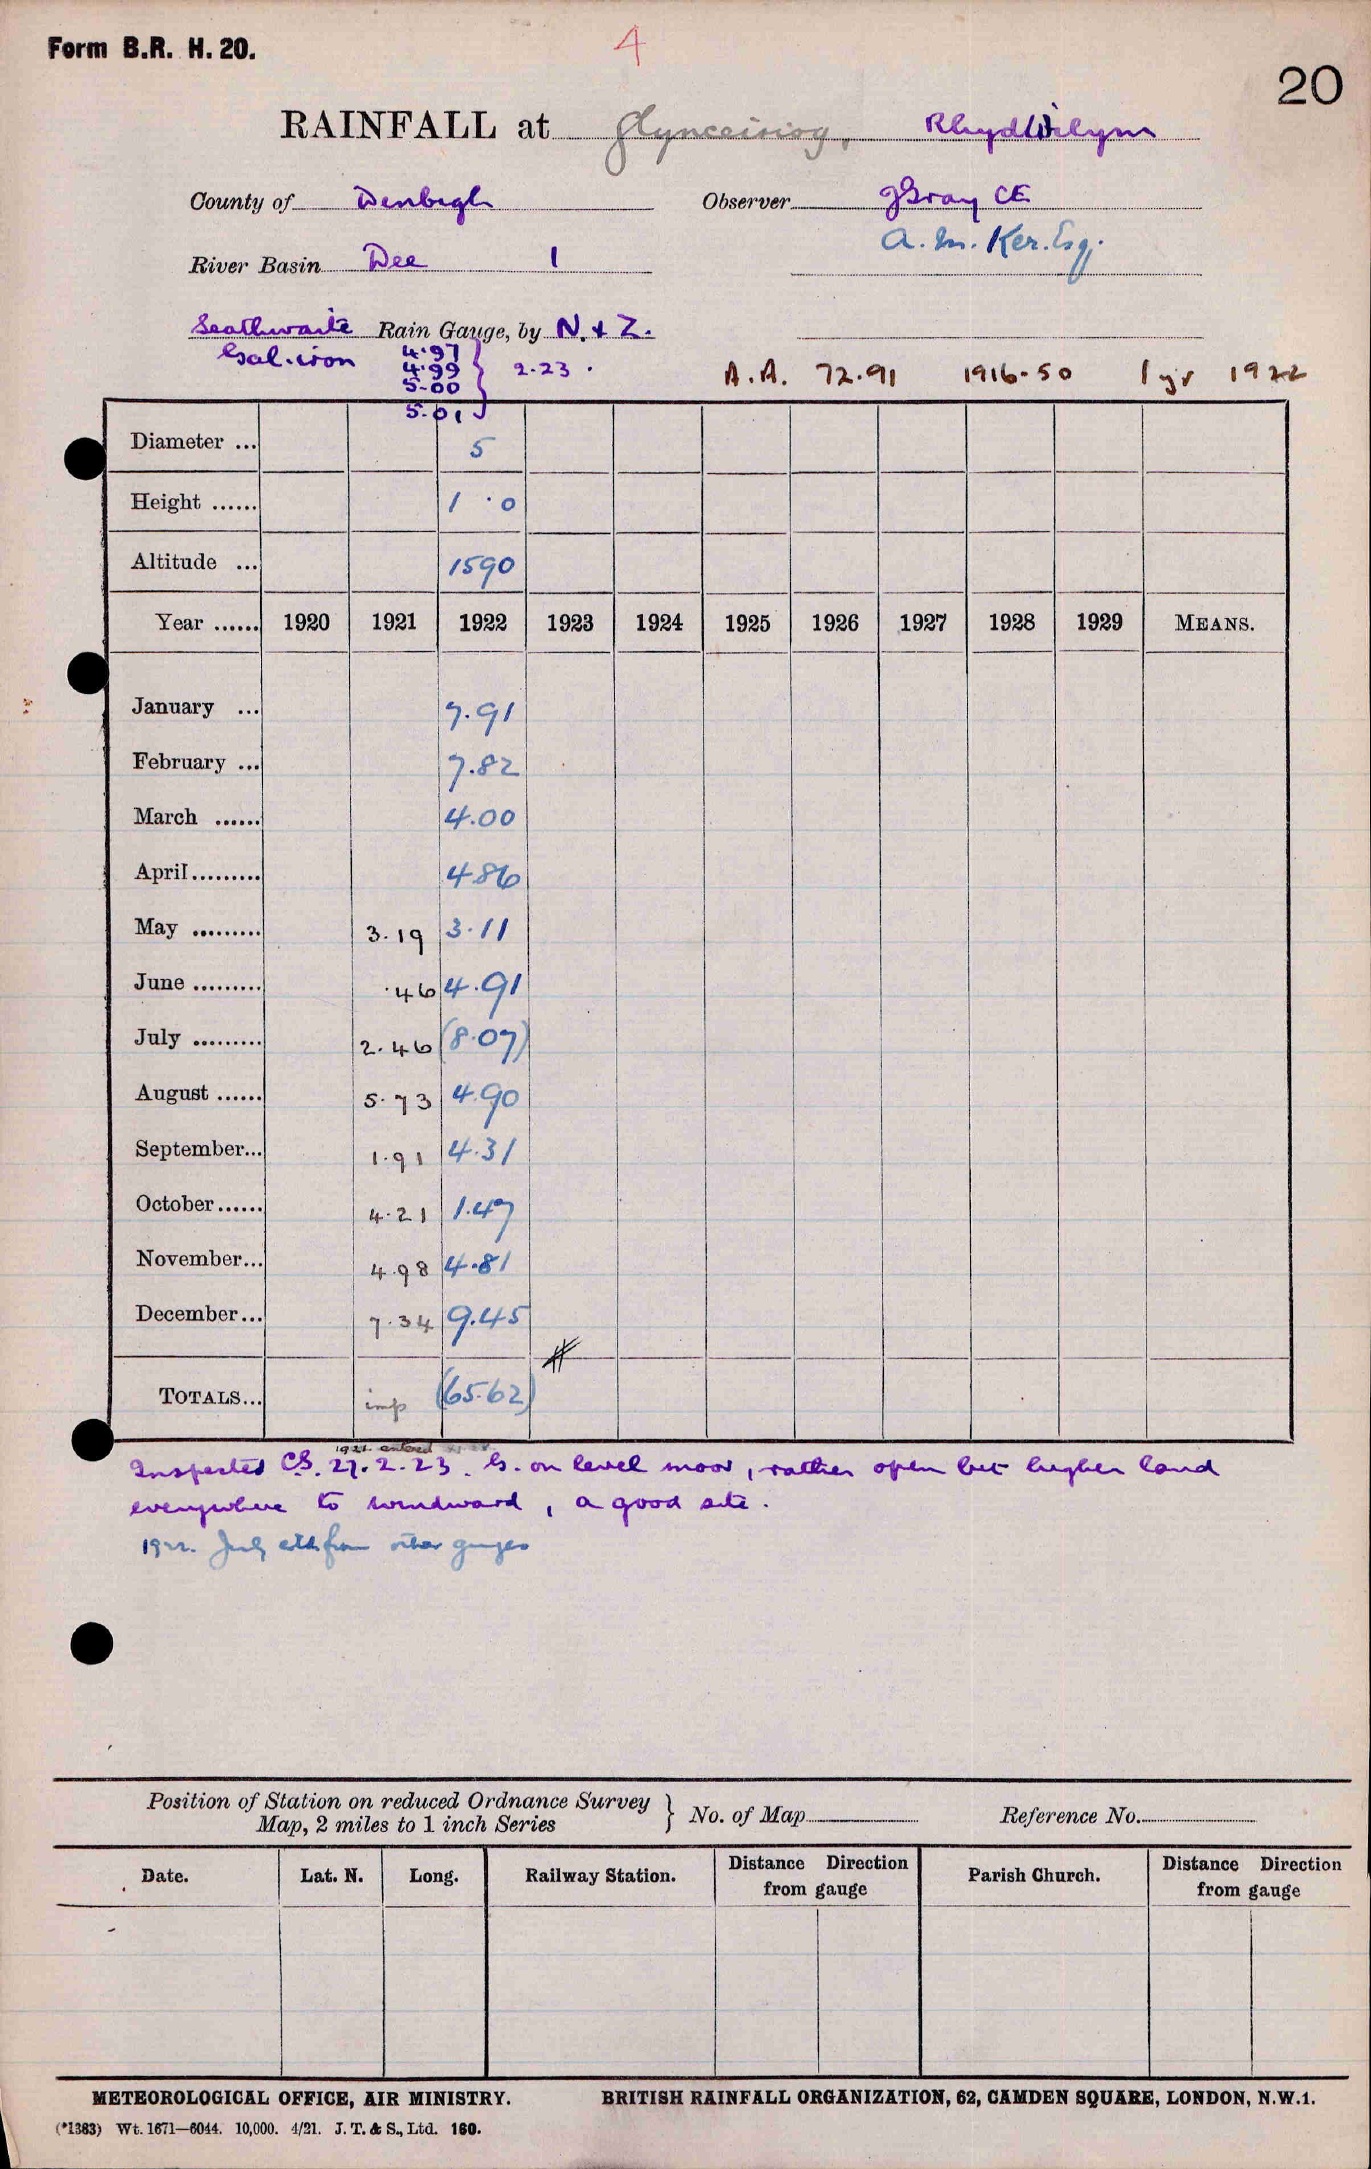 Form B.R. H. 20.
4
20
RAINFALL at Glynceiriog, RhydWilym
County of Denbigh Observer J Gray CE
A. M. Ker. Esq.
River Basin Dee 1
Seathwaite Rain Gauge, by N. & Z.
Gal. iron 4.97
4.99
5.00
5.01 } 2.23.
A.A. 72.91 1916-50 1 yr 1922
Diameter ... 5
Height ...... 1 . 0
Altitude ... 1590
Year ...... 1920 1921 1922 1923 1924 1925 1926 1927 1928 1929 MEANS.
January ... 7.91
February ... 7.82
March ...... 4.00
April......... 4 86
May ......... 3.19 3.11
June ......... .46 4.91
July ......... 2.46 (8.07)
August ...... 5.73 4.90
September... 1.91 4.31
October...... 4.21 1.47
November... 4.98 4.81
December... 7.34 9.45
TOTALS... imp (65.62)
1921 entered
Inspected C.S. 27.2.23. G. on level moor, rather open but higher land
everywhere to windward, a good site.
1922. July estd. from other gauges
Position of Station on reduced Ordnance Survey
Map, 2 miles to 1 inch Series } No. of Map Reference No.
Date. Lat. N. Long. Railway Station. Distance Direction from gauge Parish Church. Distance Direction from gauge
METEOROLOGICAL OFFICE, AIR MINISTRY. BRITISH RAINFALL ORGANIZATION, 62, CAMDEN SQUARE, LONDON, N.W.1.
(*1383) Wt. 1671—6044. 10,000. 4/21. J. T. & S., Ltd. 160.